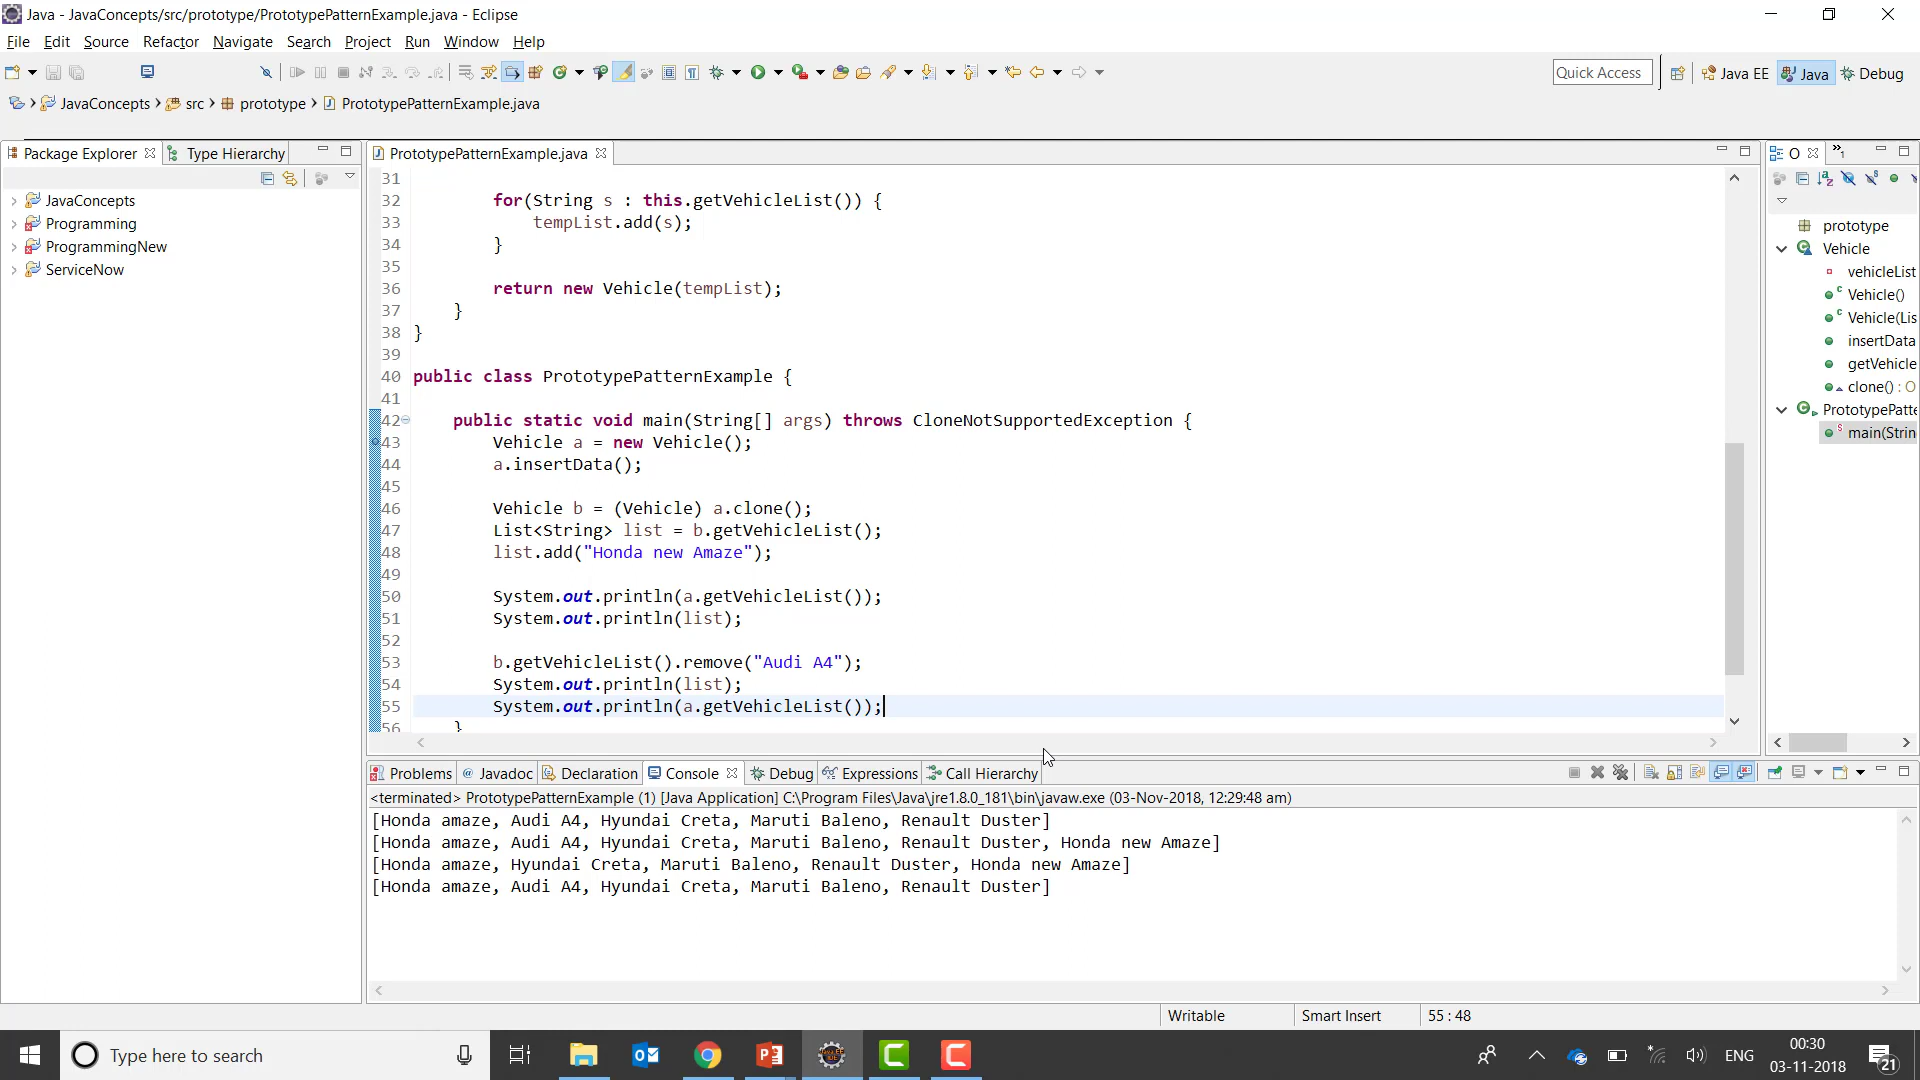 Java - JavaConcepts/src/prototype/PrototypePatternExample.java - Eclipse
File Edit Source Refactor Navigate Search Project Run Window Help
Quick Access Java EE Java Debug
JavaConcepts src prototype PrototypePatternExample.java
Package Explorer Type Hierarchy
JavaConcepts
Programming
ProgrammingNew
ServiceNow
PrototypePatternExample.java
31
32 for(String s : this.getVehicleList()) {
33 tempList.add(s);
34 }
35
36 return new Vehicle(tempList);
37 }
38 }
39
40 public class PrototypePatternExample {
41
42 public static void main(String[] args) throws CloneNotSupportedException {
43 Vehicle a = new Vehicle();
44 a.insertData();
45
46 Vehicle b = (Vehicle) a.clone();
47 List<String> list = b.getVehicleList();
48 list.add("Honda new Amaze");
49
50 System.out.println(a.getVehicleList());
51 System.out.println(list);
52
53 b.getVehicleList().remove("Audi A4");
54 System.out.println(list);
55 System.out.println(a.getVehicleList());
56 }
O
prototype
Vehicle
vehicleList
Vehicle()
Vehicle(Lis
insertData
getVehicle
clone() : O
PrototypePatte
main(Strin
Problems Javadoc Declaration Console Debug Expressions Call Hierarchy
<terminated> PrototypePatternExample (1) [Java Application] C:\Program Files\Java\jre1.8.0_181\bin\javaw.exe (03-Nov-2018, 12:29:48 am)
[Honda amaze, Audi A4, Hyundai Creta, Maruti Baleno, Renault Duster]
[Honda amaze, Audi A4, Hyundai Creta, Maruti Baleno, Renault Duster, Honda new Amaze]
[Honda amaze, Hyundai Creta, Maruti Baleno, Renault Duster, Honda new Amaze]
[Honda amaze, Audi A4, Hyundai Creta, Maruti Baleno, Renault Duster]
Writable Smart Insert 55 : 48
Type here to search
ENG
00:30
03-11-2018
21